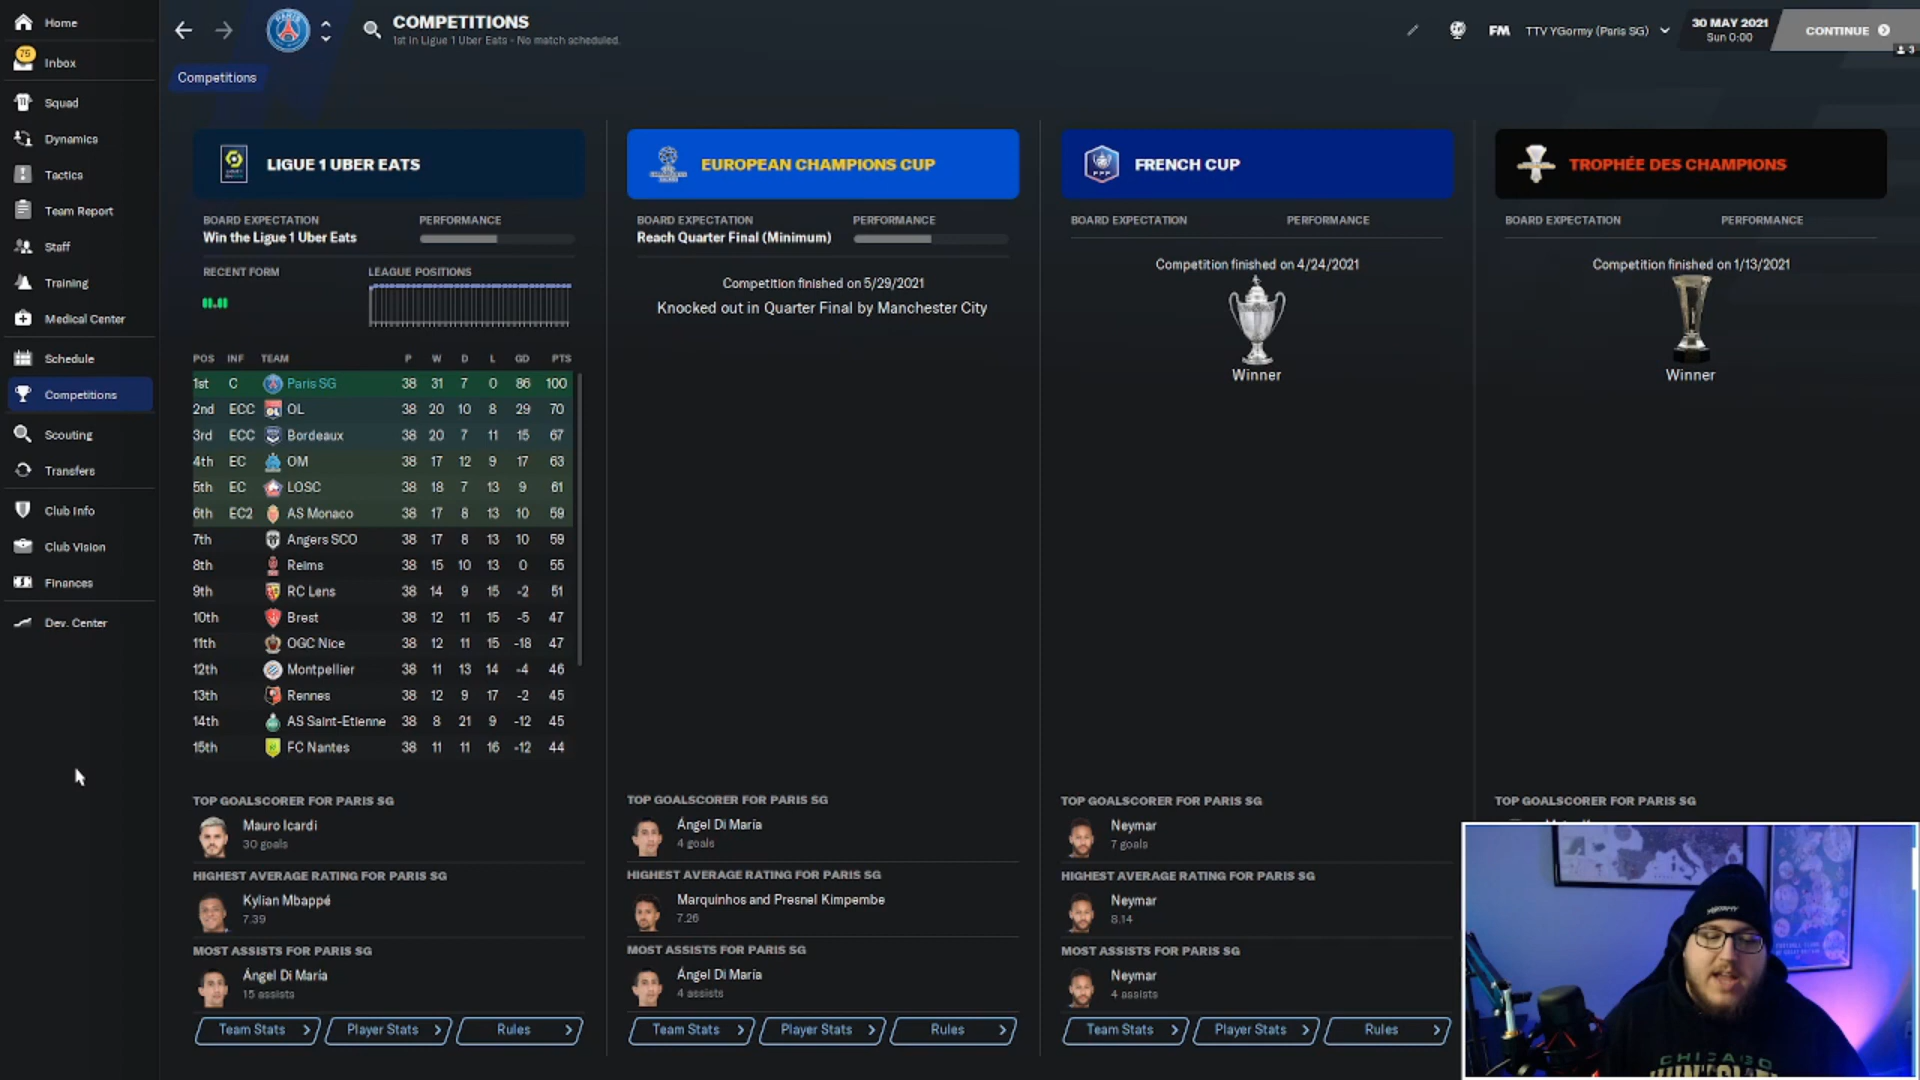 Home
COMPETITIONS
1st in Ligue 1 Uber Eats - No match scheduled.
FM TTV YGormy (Paris SG)
30 MAY 2021
Sun 0:00
CONTINUE
3
75
Inbox
Competitions
Squad
Dynamics
Tactics
Team Report
Staff
Training
Medical Center
Schedule
Competitions
Scouting
Transfers
Club Info
Club Vision
Finances
Dev. Center
LIGUE 1 UBER EATS
BOARD EXPECTATION PERFORMANCE
Win the Ligue 1 Uber Eats
RECENT FORM LEAGUE POSITIONS
POS INF TEAM P W D L GD PTS
1st C Paris SG 38 31 7 0 86 100
2nd ECC OL 38 20 10 8 29 70
3rd ECC Bordeaux 38 20 7 11 15 67
4th EC OM 38 17 12 9 17 63
5th EC LOSC 38 18 7 13 9 61
6th EC2 AS Monaco 38 17 8 13 10 59
7th Angers SCO 38 17 8 13 10 59
8th Reims 38 15 10 13 0 55
9th RC Lens 38 14 9 15 -2 51
10th Brest 38 12 11 15 -5 47
11th OGC Nice 38 12 11 15 -18 47
12th Montpellier 38 11 13 14 -4 46
13th Rennes 38 12 9 17 -2 45
14th AS Saint-Etienne 38 8 21 9 -12 45
15th FC Nantes 38 11 11 16 -12 44
TOP GOALSCORER FOR PARIS SG
Mauro Icardi
30 goals
HIGHEST AVERAGE RATING FOR PARIS SG
Kylian Mbappé
7.39
MOST ASSISTS FOR PARIS SG
Ángel Di María
15 assists
Team Stats
Player Stats
Rules
EUROPEAN CHAMPIONS CUP
BOARD EXPECTATION PERFORMANCE
Reach Quarter Final (Minimum)
Competition finished on 5/29/2021
Knocked out in Quarter Final by Manchester City
TOP GOALSCORER FOR PARIS SG
Ángel Di María
4 goals
HIGHEST AVERAGE RATING FOR PARIS SG
Marquinhos and Presnel Kimpembe
7.26
MOST ASSISTS FOR PARIS SG
Ángel Di María
4 assists
Team Stats
Player Stats
Rules
FFF
FRENCH CUP
BOARD EXPECTATION PERFORMANCE
Competition finished on 4/24/2021
Winner
TOP GOALSCORER FOR PARIS SG
Neymar
7 goals
HIGHEST AVERAGE RATING FOR PARIS SG
Neymar
8.14
MOST ASSISTS FOR PARIS SG
Neymar
4 assists
Team Stats
Player Stats
Rules
TROPHÉE DES CHAMPIONS
BOARD EXPECTATION PERFORMANCE
Competition finished on 1/13/2021
Winner
TOP GOALSCORER FOR PARIS SG
CHICAGO